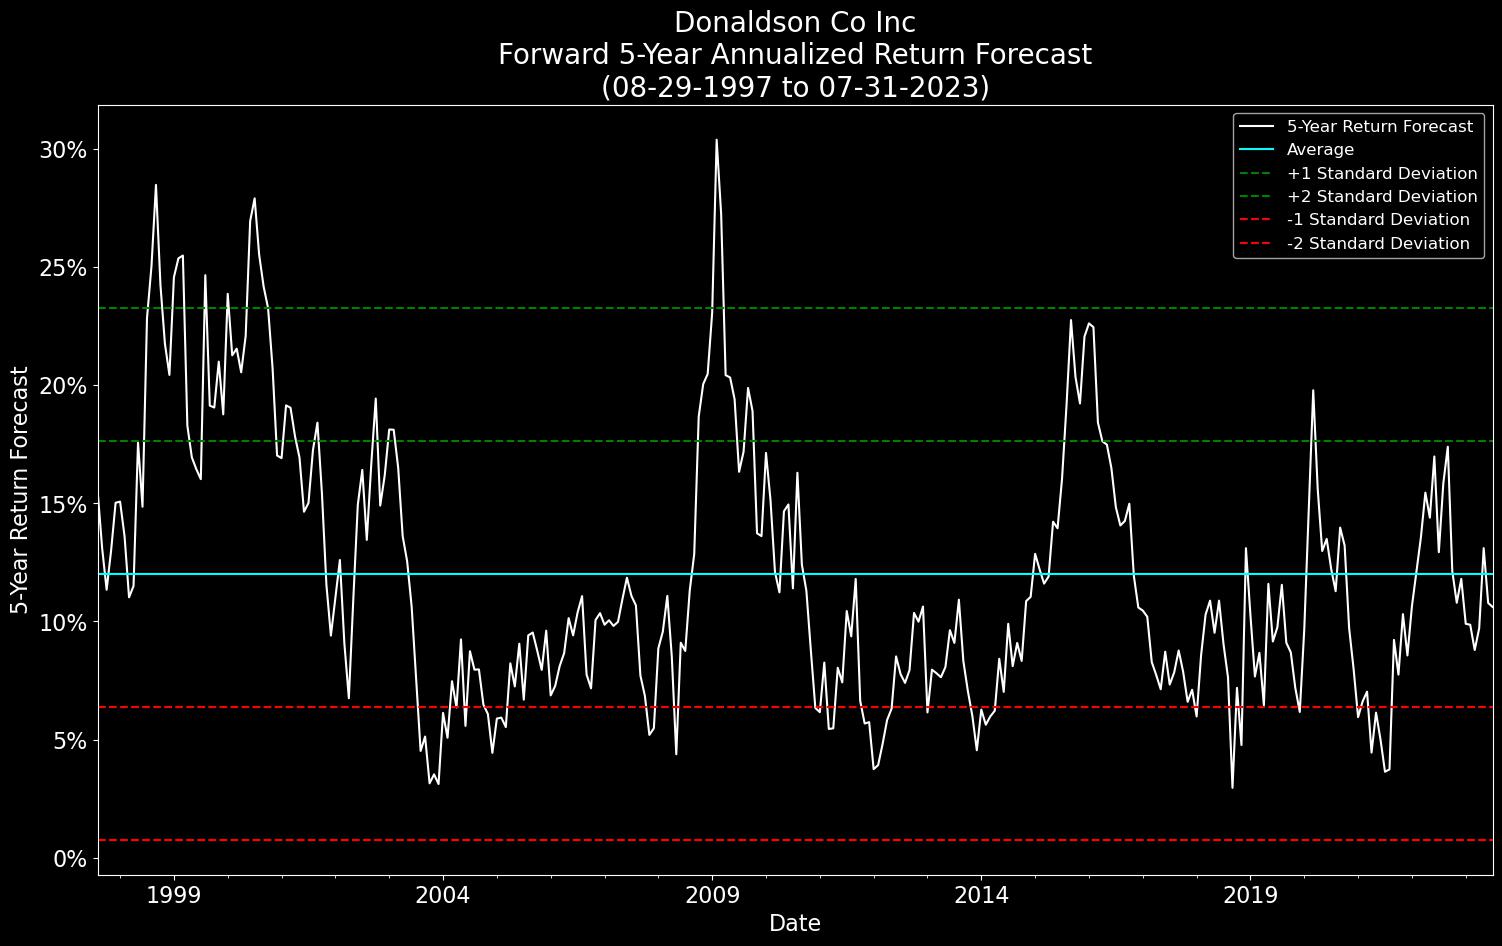 Donaldson Co Inc
Forward 5-Year Annualized Return Forecast
(08-29-1997 to 07-31-2023)
5-Year Return Forecast
Average
+1 Standard Deviation
+2 Standard Deviation
-1 Standard Deviation
-2 Standard Deviation
5-Year Return Forecast
30%
25%
20%
15%
10%
5%
0%
1999 2004 2009 2014 2019
Date